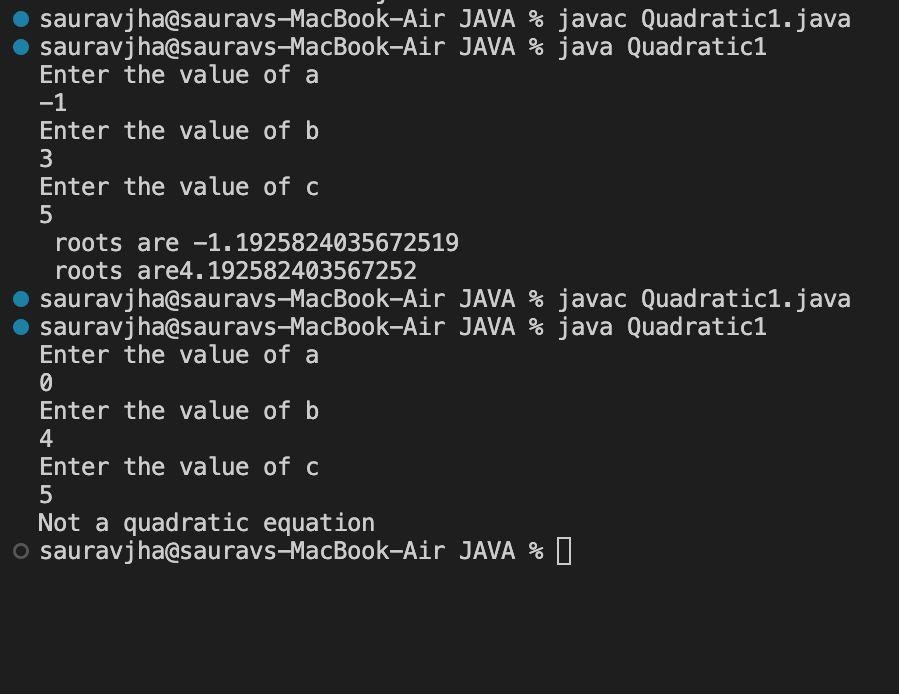 sauravjha@sauravs-MacBook-Air JAVA % javac Quadratic1.java
sauravjha@sauravs-MacBook-Air JAVA % java Quadratic1
Enter the value of a
-1
Enter the value of b
3
Enter the value of c
5
 roots are -1.1925824035672519
 roots are4.192582403567252
sauravjha@sauravs-MacBook-Air JAVA % javac Quadratic1.java
sauravjha@sauravs-MacBook-Air JAVA % java Quadratic1
Enter the value of a
0
Enter the value of b
4
Enter the value of c
5
Not a quadratic equation
sauravjha@sauravs-MacBook-Air JAVA %